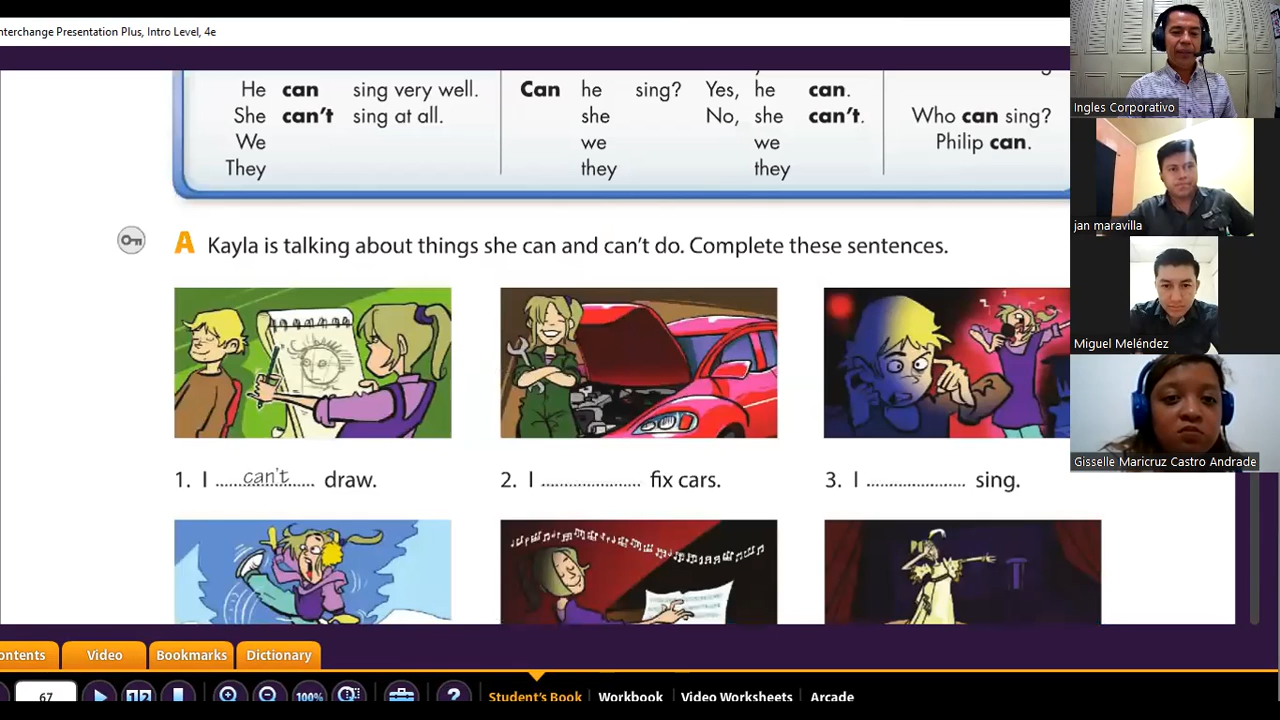 nterchange Presentation Plus, Intro Level, 4e
He can sing very well.
She can't sing at all.
We
They
Can he sing? Yes, he can.
she No, she can't.
we we
they they
Who can sing?
Philip can.
A Kayla is talking about things she can and can't do. Complete these sentences.
1. I ...can't... draw.
2. I .................... fix cars.
3. I .................... sing.
Ingles Corporativo
jan maravilla
Miguel Meléndez
Gisselle Maricruz Castro Andrade
ontents Video Bookmarks Dictionary
67 100% ? Student's Book Workbook Video Worksheets Arcade